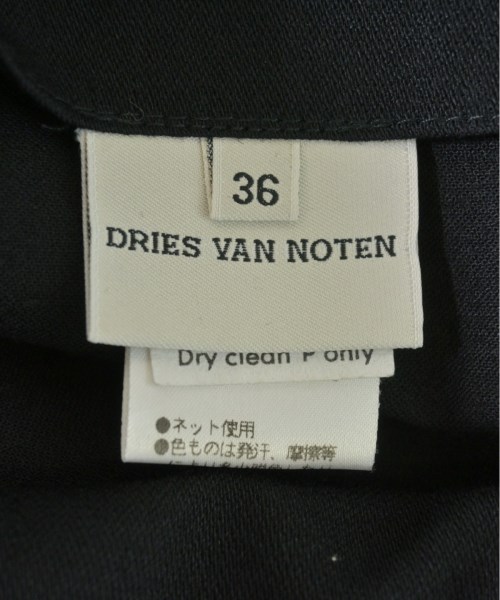 36
DRIES VAN NOTEN
Dry clean P only
●ネット使用
●色ものは発汗、摩擦等